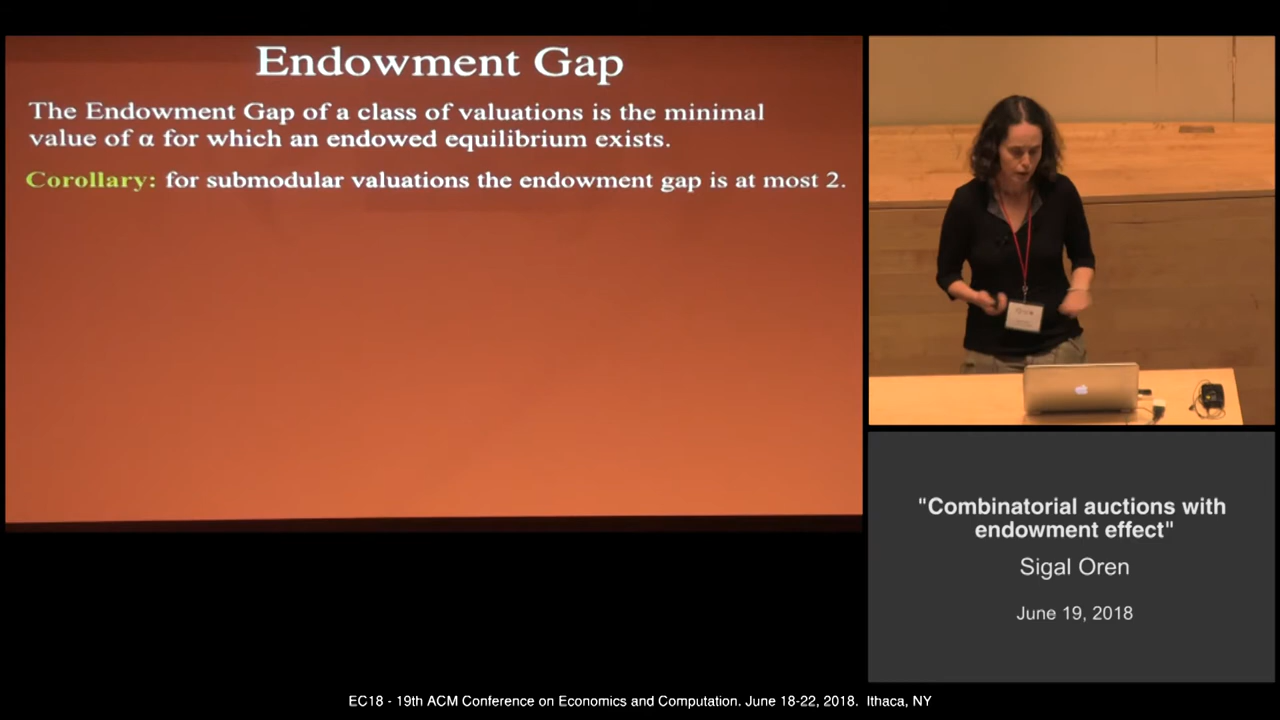 Endowment Gap
The Endowment Gap of a class of valuations is the minimal
value of α for which an endowed equilibrium exists.
Corollary: for submodular valuations the endowment gap is at most 2.
"Combinatorial auctions with
endowment effect"
Sigal Oren
June 19, 2018
EC18 - 19th ACM Conference on Economics and Computation. June 18-22, 2018. Ithaca, NY